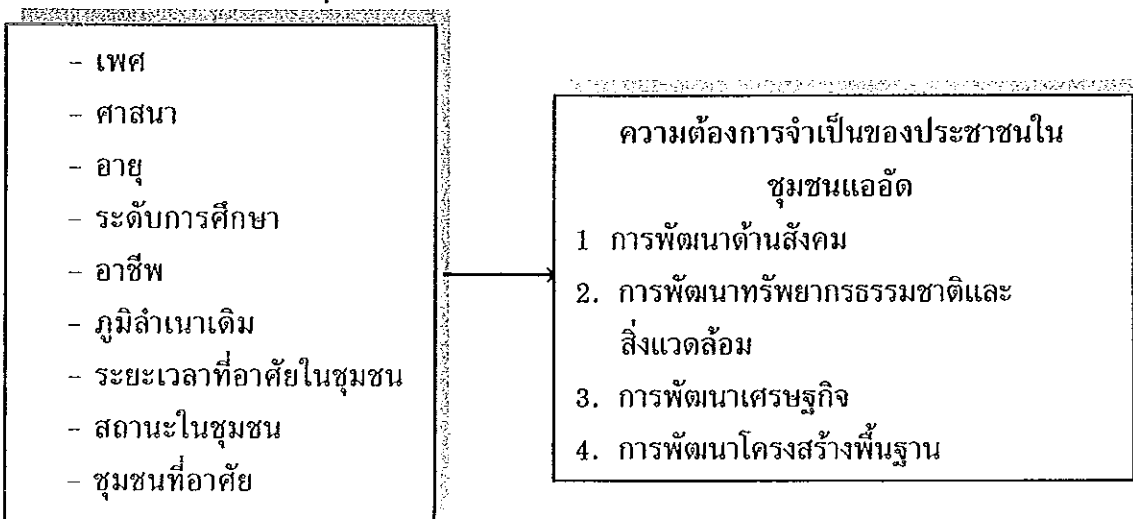 - เพศ
- ศาสนา
- อายุ
- ระดับการศึกษา
- อาชีพ
- ภูมิลำเนาเดิม
- ระยะเวลาที่อาศัยในชุมชน
- สถานะในชุมชน
- ชุมชนที่อาศัย
ความต้องการจำเป็นของประชาชนใน
ชุมชนแออัด
1 การพัฒนาด้านสังคม
2. การพัฒนาทรัพยากรธรรมชาติและ
สิ่งแวดล้อม
3. การพัฒนาเศรษฐกิจ
4. การพัฒนาโครงสร้างพื้นฐาน